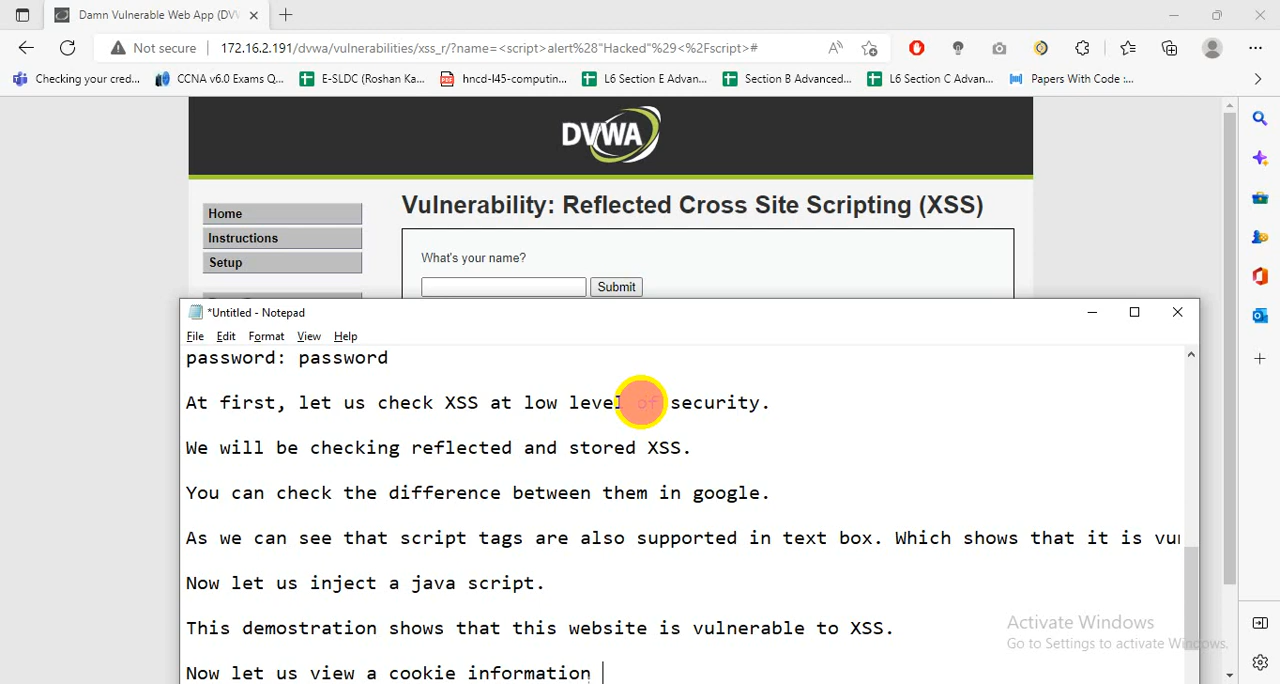 Damn Vulnerable Web App (DV
Not secure
172.16.2.191/dvwa/vulnerabilities/xss_r/?name=<script>alert%28"Hacked"%29<%2Fscript>#
Checking your cred...
CCNA v6.0 Exams Q...
E-SLDC (Roshan Ka...
hncd-l45-computin...
L6 Section E Advan...
Section B Advanced...
L6 Section C Advan...
Papers With Code :...
DVWA
Home
Instructions
Setup
Vulnerability: Reflected Cross Site Scripting (XSS)
What's your name?
Submit
*Untitled - Notepad
File Edit Format View Help
password: password
At first, let us check XSS at low level of security.
We will be checking reflected and stored XSS.
You can check the difference between them in google.
As we can see that script tags are also supported in text box. Which shows that it is vu
Now let us inject a java script.
This demostration shows that this website is vulnerable to XSS.
Now let us view a cookie information
Activate Windows
Go to Settings to activate Windows.